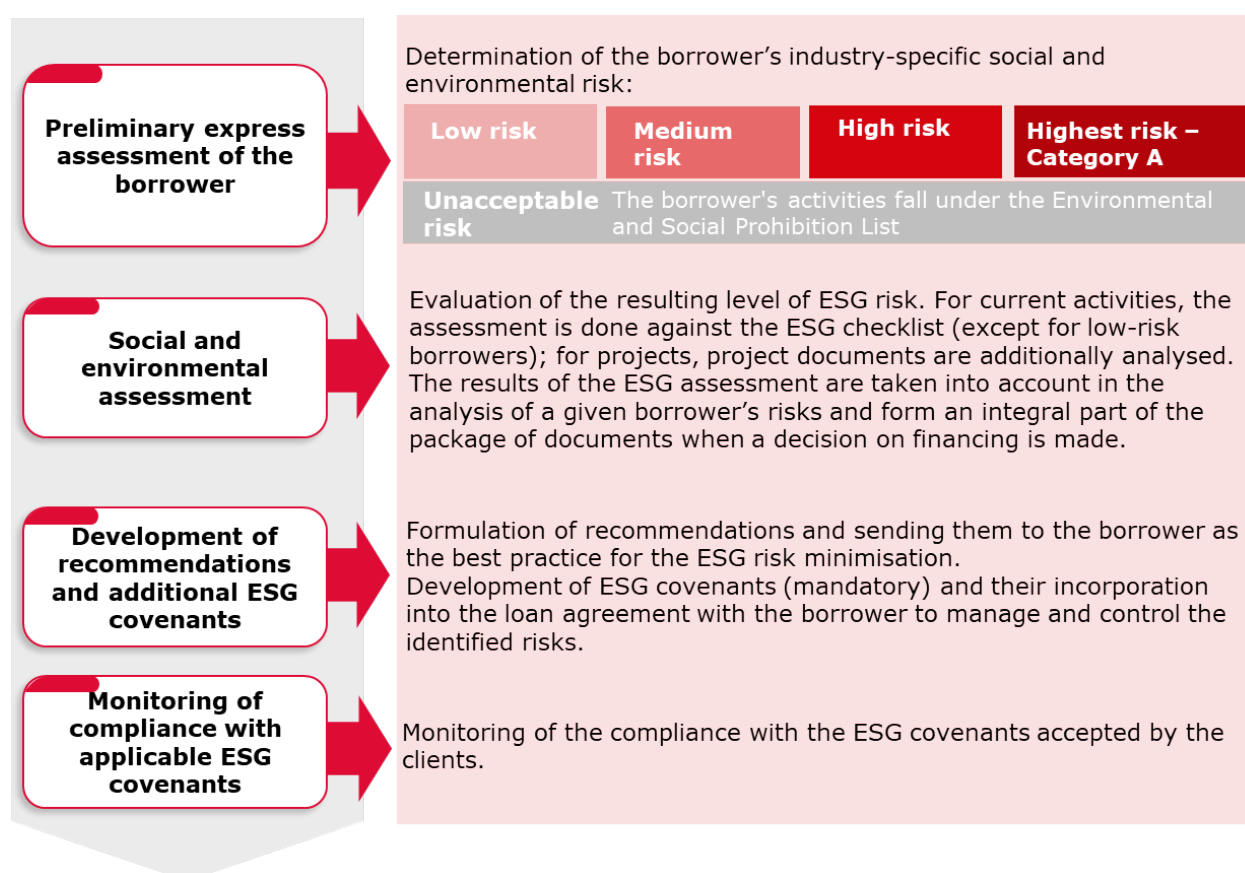 Preliminary express
assessment of the
borrower
Determination of the borrower’s industry-specific social and
environmental risk:
Low risk
Medium
risk
High risk
Highest risk –
Category A
Unacceptable
risk
The borrower's activities fall under the Environmental
and Social Prohibition List
Social and
environmental
assessment
Evaluation of the resulting level of ESG risk. For current activities, the
assessment is done against the ESG checklist (except for low-risk
borrowers); for projects, project documents are additionally analysed.
The results of the ESG assessment are taken into account in the
analysis of a given borrower’s risks and form an integral part of the
package of documents when a decision on financing is made.
Development of
recommendations
and additional ESG
covenants
Formulation of recommendations and sending them to the borrower as
the best practice for the ESG risk minimisation.
Development of ESG covenants (mandatory) and their incorporation
into the loan agreement with the borrower to manage and control the
identified risks.
Monitoring of
compliance with
applicable ESG
covenants
Monitoring of the compliance with the ESG covenants accepted by the
clients.